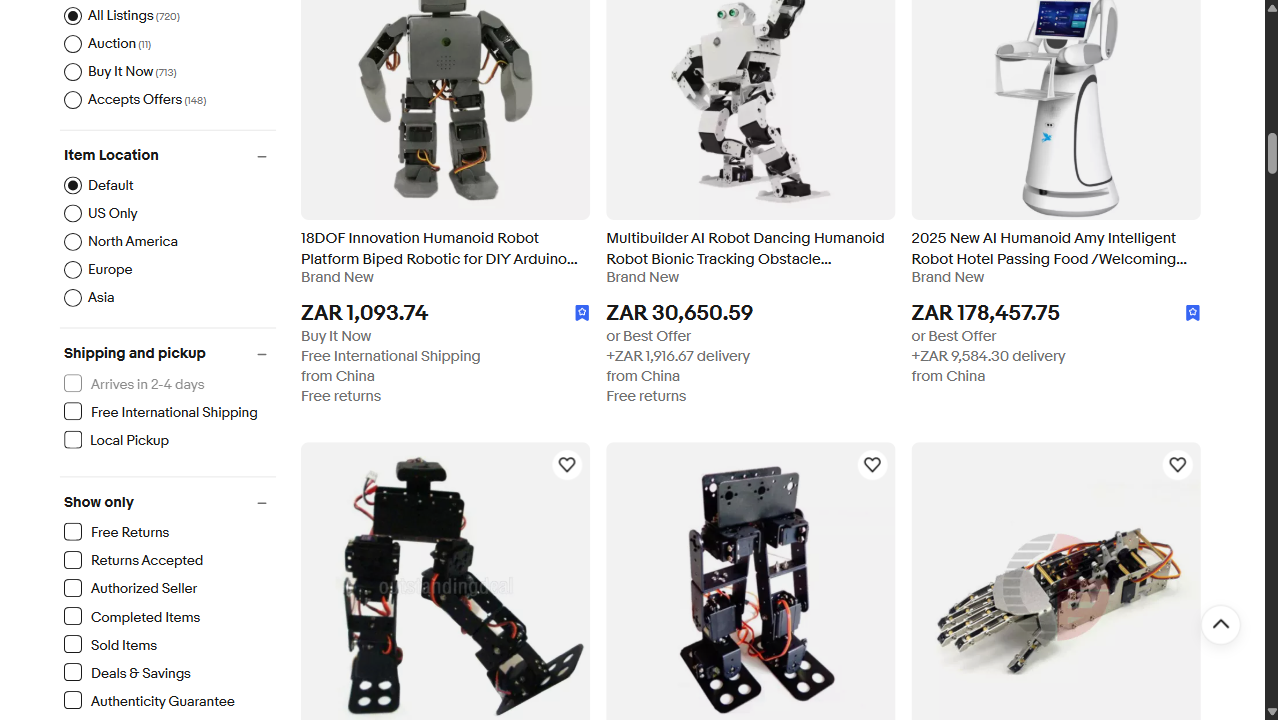 All Listings (720)
Auction (11)
Buy It Now (713)
Accepts Offers (148)
Item Location
Default
US Only
North America
Europe
Asia
Shipping and pickup
Arrives in 2-4 days
Free International Shipping
Local Pickup
Show only
Free Returns
Returns Accepted
Authorized Seller
Completed Items
Sold Items
Deals & Savings
Authenticity Guarantee
18DOF Innovation Humanoid Robot
Platform Biped Robotic for DIY Arduino...
Brand New
ZAR 1,093.74
Buy It Now
Free International Shipping
from China
Free returns
Multibuilder AI Robot Dancing Humanoid
Robot Bionic Tracking Obstacle...
Brand New
ZAR 30,650.59
or Best Offer
+ZAR 1,916.67 delivery
from China
Free returns
2025 New AI Humanoid Amy Intelligent
Robot Hotel Passing Food /Welcoming...
Brand New
ZAR 178,457.75
or Best Offer
+ZAR 9,584.30 delivery
from China
outstandingdeal